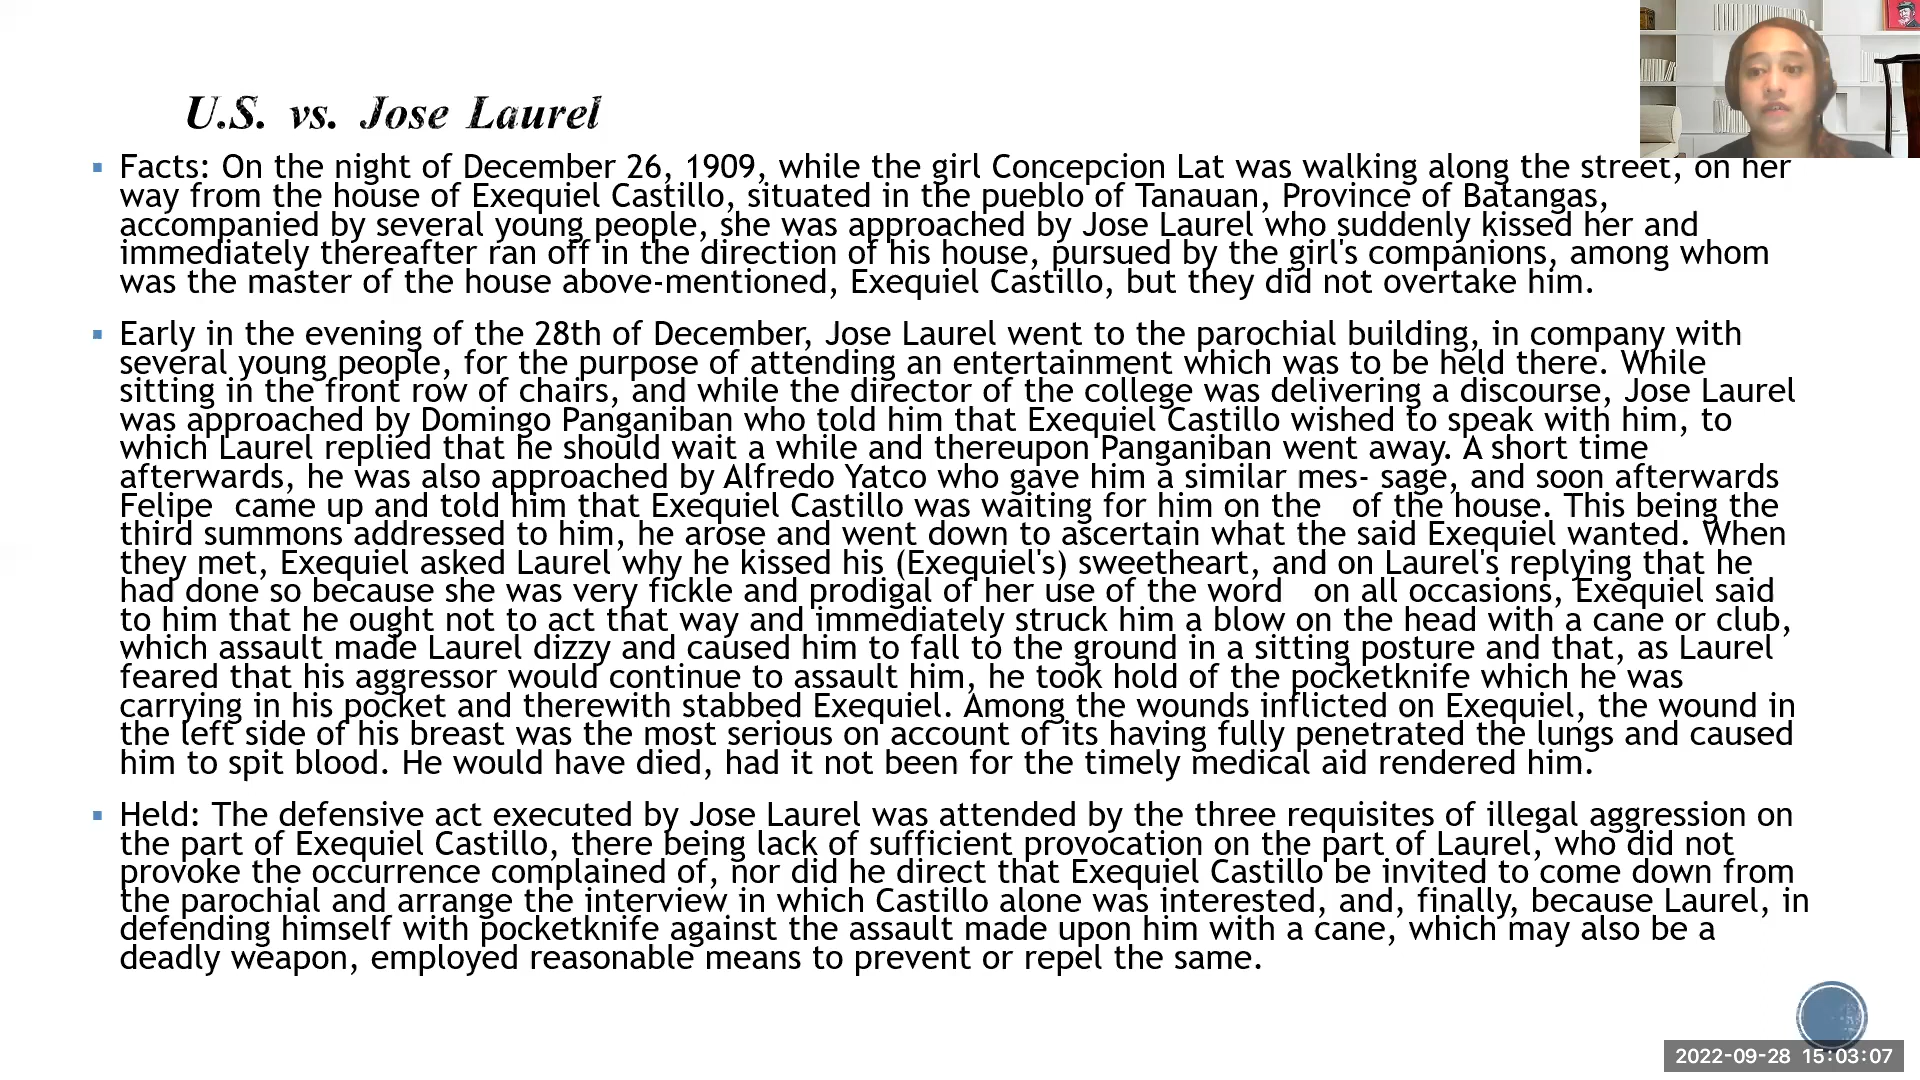 U.S. vs. Jose Laurel
Facts: On the night of December 26, 1909, while the girl Concepcion Lat was walking along the street, on her
way from the house of Exequiel Castillo, situated in the pueblo of Tanauan, Province of Batangas,
accompanied by several young people, she was approached by Jose Laurel who suddenly kissed her and
immediately thereafter ran off in the direction of his house, pursued by the girl's companions, among whom
was the master of the house above-mentioned, Exequiel Castillo, but they did not overtake him.
Early in the evening of the 28th of December, Jose Laurel went to the parochial building, in company with
several young people, for the purpose of attending an entertainment which was to be held there. While
sitting in the front row of chairs, and while the director of the college was delivering a discourse, Jose Laurel
was approached by Domingo Panganiban who told him that Exequiel Castillo wished to speak with him, to
which Laurel replied that he should wait a while and thereupon Panganiban went away. A short time
afterwards, he was also approached by Alfredo Yatco who gave him a similar mes- sage, and soon afterwards
Felipe came up and told him that Exequiel Castillo was waiting for him on the of the house. This being the
third summons addressed to him, he arose and went down to ascertain what the said Exequiel wanted. When
they met, Exequiel asked Laurel why he kissed his (Exequiel's) sweetheart, and on Laurel's replying that he
had done so because she was very fickle and prodigal of her use of the word on all occasions, Exequiel said
to him that he ought not to act that way and immediately struck him a blow on the head with a cane or club,
which assault made Laurel dizzy and caused him to fall to the ground in a sitting posture and that, as Laurel
feared that his aggressor would continue to assault him, he took hold of the pocketknife which he was
carrying in his pocket and therewith stabbed Exequiel. Among the wounds inflicted on Exequiel, the wound in
the left side of his breast was the most serious on account of its having fully penetrated the lungs and caused
him to spit blood. He would have died, had it not been for the timely medical aid rendered him.
Held: The defensive act executed by Jose Laurel was attended by the three requisites of illegal aggression on
the part of Exequiel Castillo, there being lack of sufficient provocation on the part of Laurel, who did not
provoke the occurrence complained of, nor did he direct that Exequiel Castillo be invited to come down from
the parochial and arrange the interview in which Castillo alone was interested, and, finally, because Laurel, in
defending himself with pocketknife against the assault made upon him with a cane, which may also be a
deadly weapon, employed reasonable means to prevent or repel the same.
2022-09-28 15:03:07